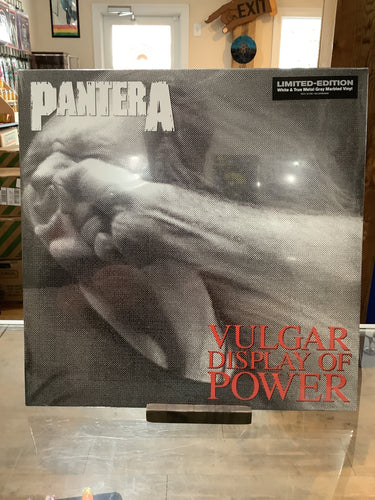 EXIT
PANTERA
LIMITED-EDITION
White & True Metal Gray Marbled Vinyl
VULGAR
DISPLAY OF
POWER